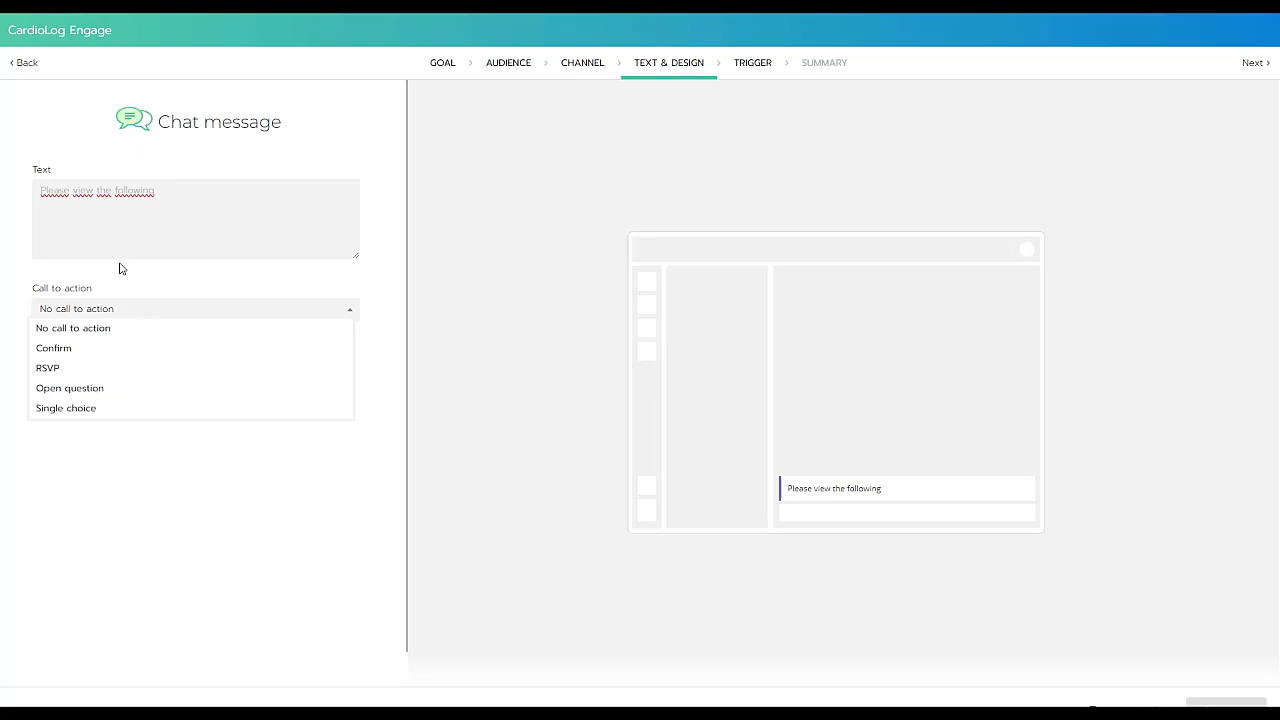 CardioLog Engage
‹ Back
GOAL › AUDIENCE › CHANNEL › TEXT & DESIGN › TRIGGER › SUMMARY
Next ›
Chat message
Text
Please view the following
Call to action
No call to action
No call to action
Confirm
RSVP
Open question
Single choice
Please view the following